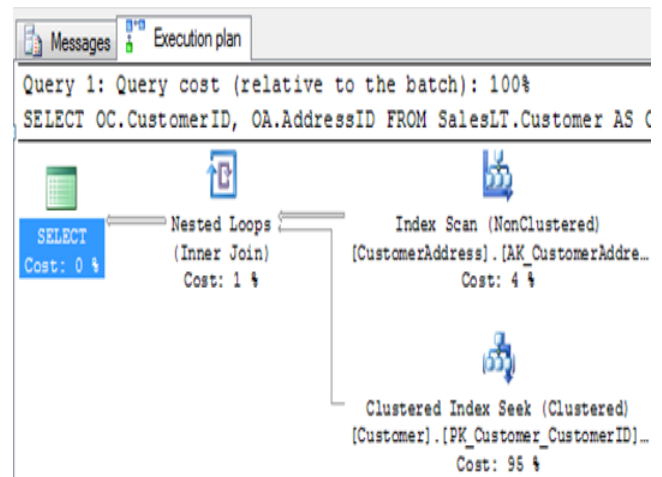 Messages
Execution plan
Query 1: Query cost (relative to the batch): 100%
SELECT OC.CustomerID, OA.AddressID FROM SalesLT.Customer AS
SELECT
Cost: 0 %
Nested Loops
(Inner Join)
Cost: 1 %
Index Scan (NonClustered)
[CustomerAddress].[AK_CustomerAddre…
Cost: 4 %
Clustered Index Seek (Clustered)
[Customer].[PK_Customer_CustomerID]…
Cost: 95 %